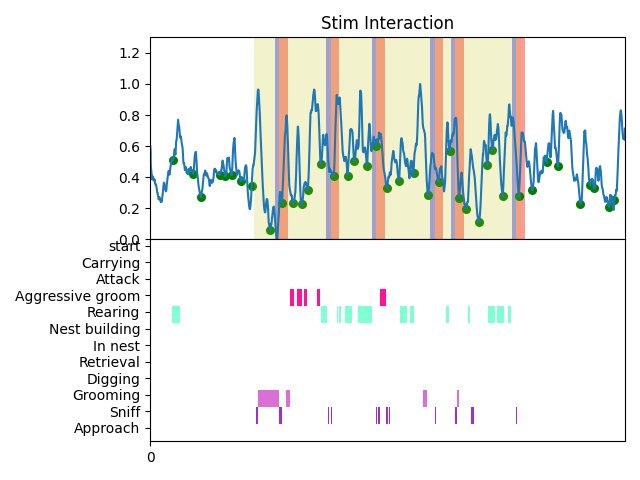 Stim Interaction
1.2
1.0
0.8
0.6
0.4
0.2
0.0
start
Carrying
Attack
Aggressive groom
Rearing
Nest building
In nest
Retrieval
Digging
Grooming
Sniff
Approach
0